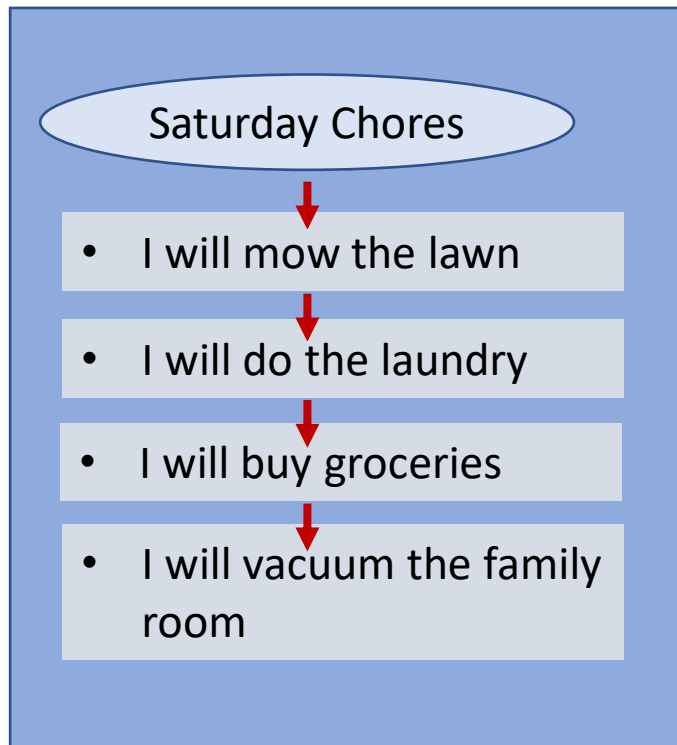 Saturday Chores
• I will mow the lawn
• I will do the laundry
• I will buy groceries
• I will vacuum the family
room